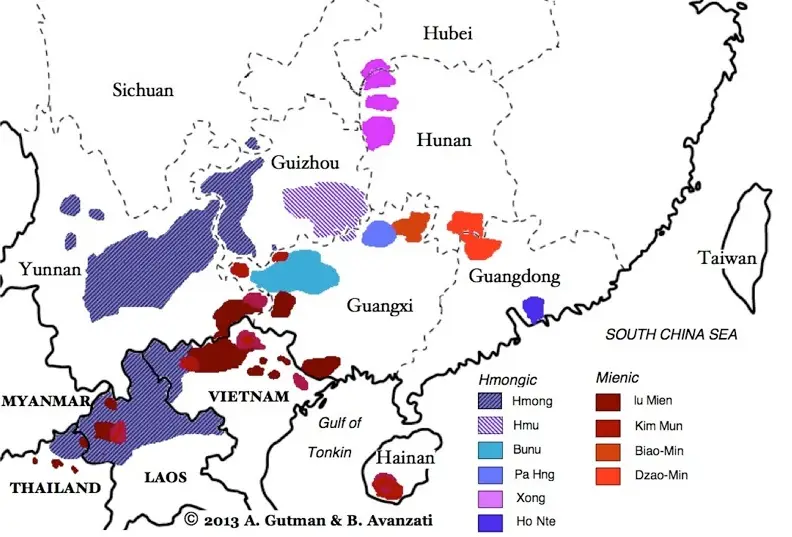 Hubei
Sichuan
Hunan
Guizhou
Yunnan
Guangdong
Taiwan
Guangxi
SOUTH CHINA SEA
Hmongic
Mienic
MYANMAR
VIETNAM
Hmong
Iu Mien
Hmu
Kim Mun
Gulf of
Tonkin
Bunu
Biao-Min
Hainan
Pa Hng
Dzao-Min
LAOS
THAILAND
Xong
Ho Nte
© 2013 A. Gutman & B. Avanzati